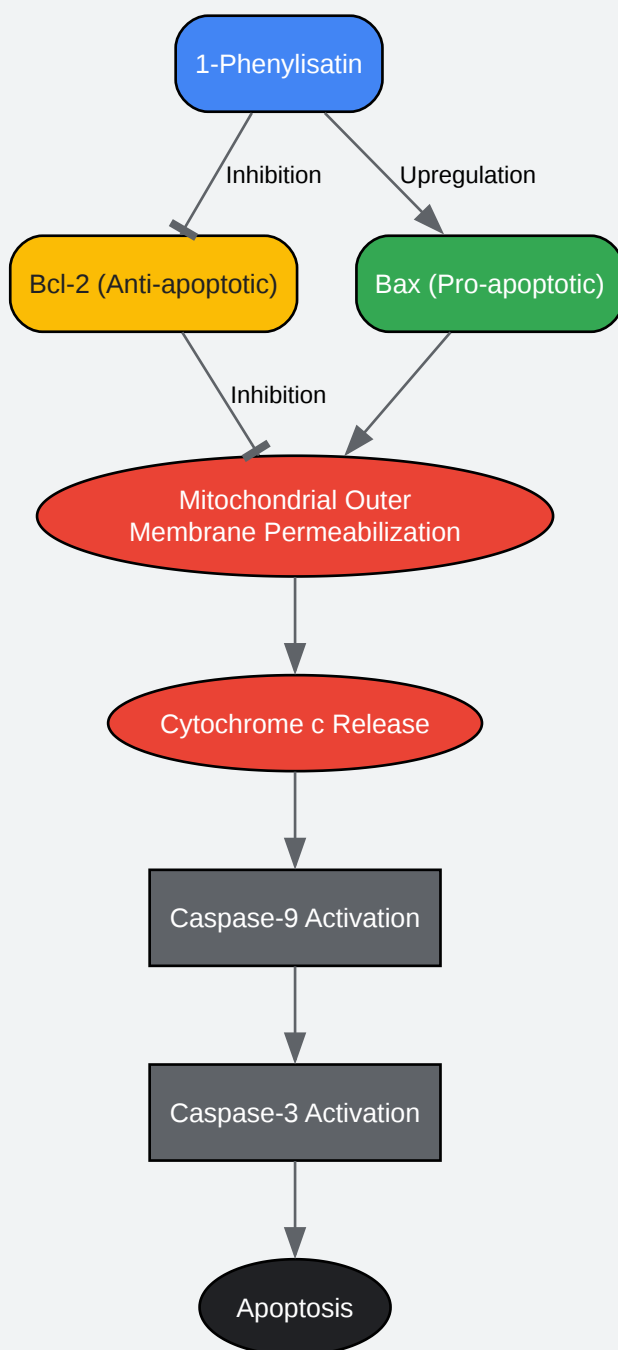 1-Phenylisatin
Inhibition
Upregulation
Bcl-2 (Anti-apoptotic)
Bax (Pro-apoptotic)
Inhibition
Mitochondrial Outer
Membrane Permeabilization
Cytochrome c Release
Caspase-9 Activation
Caspase-3 Activation
Apoptosis